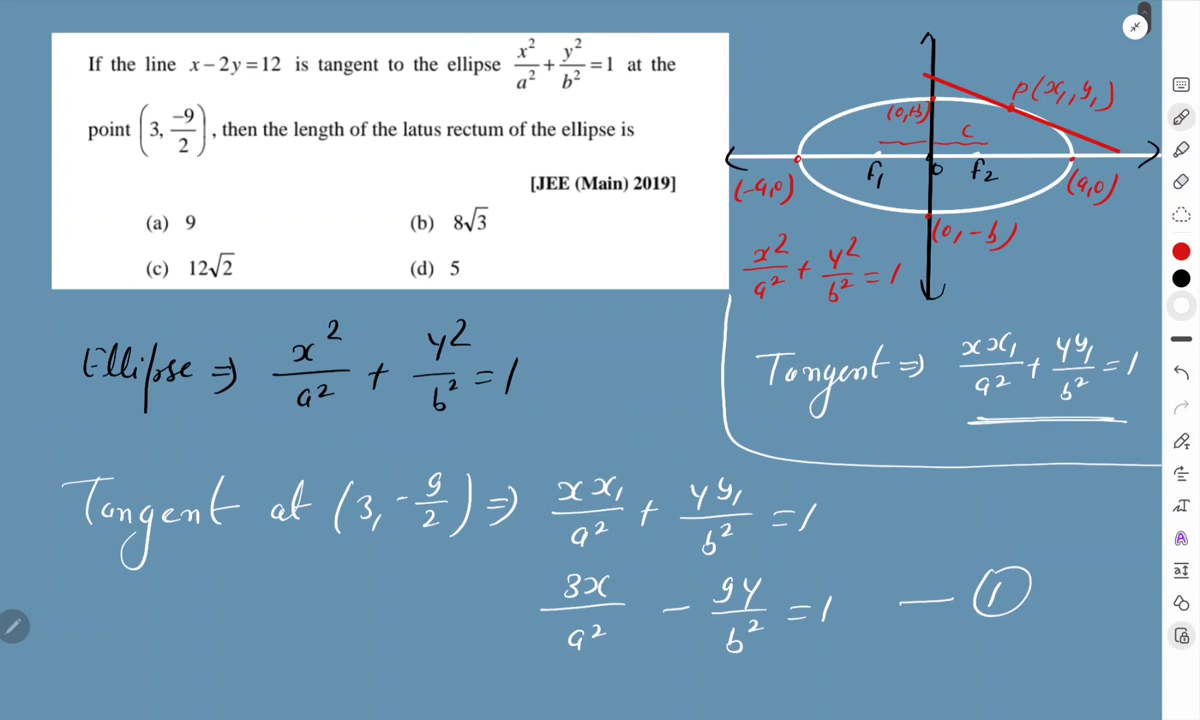 If the line x − 2y = 12 is tangent to the ellipse x²/a² + y²/b² = 1 at the
point (3, −9/2), then the length of the latus rectum of the ellipse is
[JEE (Main) 2019]
(a) 9 (b) 8√3
(c) 12√2 (d) 5
P(x₁, y₁)
(0, b)
c
(-a, 0)
F₁
0
F₂
(a, 0)
(0, -b)
x²/a² + y²/b² = 1
Tangent ⇒ xx₁/a² + yy₁/b² = 1
Ellipse ⇒ x²/a² + y²/b² = 1
Tangent at (3, -9/2) ⇒ xx₁/a² + yy₁/b² = 1
3x/a² − 9y/b² = 1 — ①